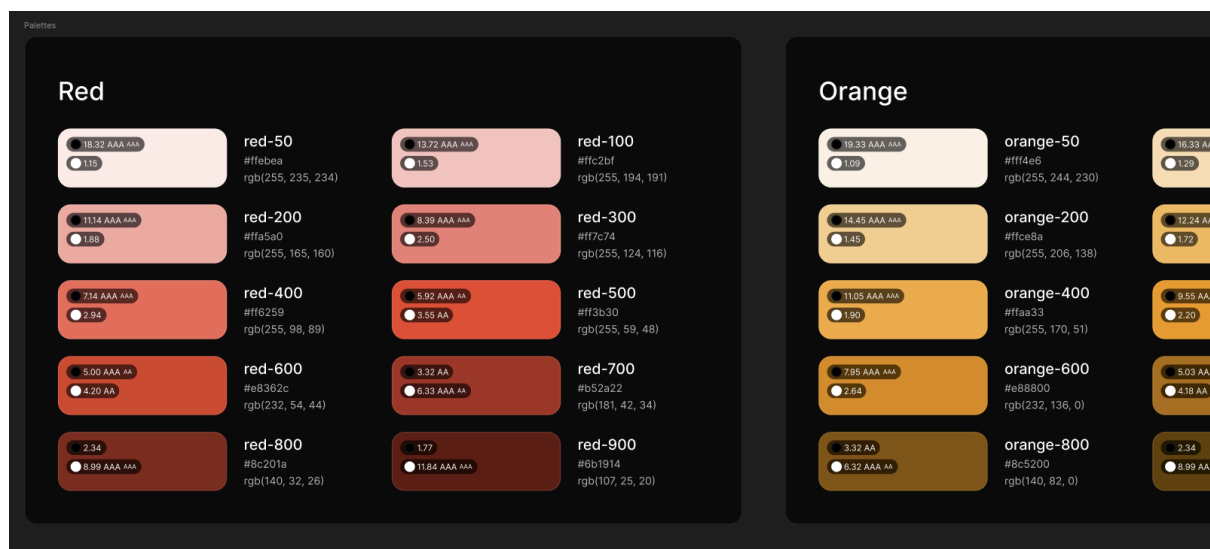 Palettes
Red
18.32 AAA AAA
1.15
red-50
#ffebea
rgb(255, 235, 234)
13.72 AAA AAA
1.53
red-100
#ffc2bf
rgb(255, 194, 191)
11.14 AAA AAA
1.88
red-200
#ffa5a0
rgb(255, 165, 160)
8.39 AAA AAA
2.50
red-300
#ff7c74
rgb(255, 124, 116)
7.14 AAA AAA
2.94
red-400
#ff6259
rgb(255, 98, 89)
5.92 AAA AA
3.55 AA
red-500
#ff3b30
rgb(255, 59, 48)
5.00 AAA AA
4.20 AA
red-600
#e8362c
rgb(232, 54, 44)
3.32 AA
6.33 AAA AA
red-700
#b52a22
rgb(181, 42, 34)
2.34
8.99 AAA AAA
red-800
#8c201a
rgb(140, 32, 26)
1.77
11.84 AAA AAA
red-900
#6b1914
rgb(107, 25, 20)
Orange
19.33 AAA AAA
1.09
orange-50
#fff4e6
rgb(255, 244, 230)
16.33
1.29
14.45 AAA AAA
1.45
orange-200
#ffce8a
rgb(255, 206, 138)
12.24
1.72
11.05 AAA AAA
1.90
orange-400
#ffaa33
rgb(255, 170, 51)
9.55
2.20
7.95 AAA AAA
2.64
orange-600
#e88800
rgb(232, 136, 0)
5.03
4.18 AA
3.32 AA
6.32 AAA AA
orange-800
#8c5200
rgb(140, 82, 0)
2.34
8.99